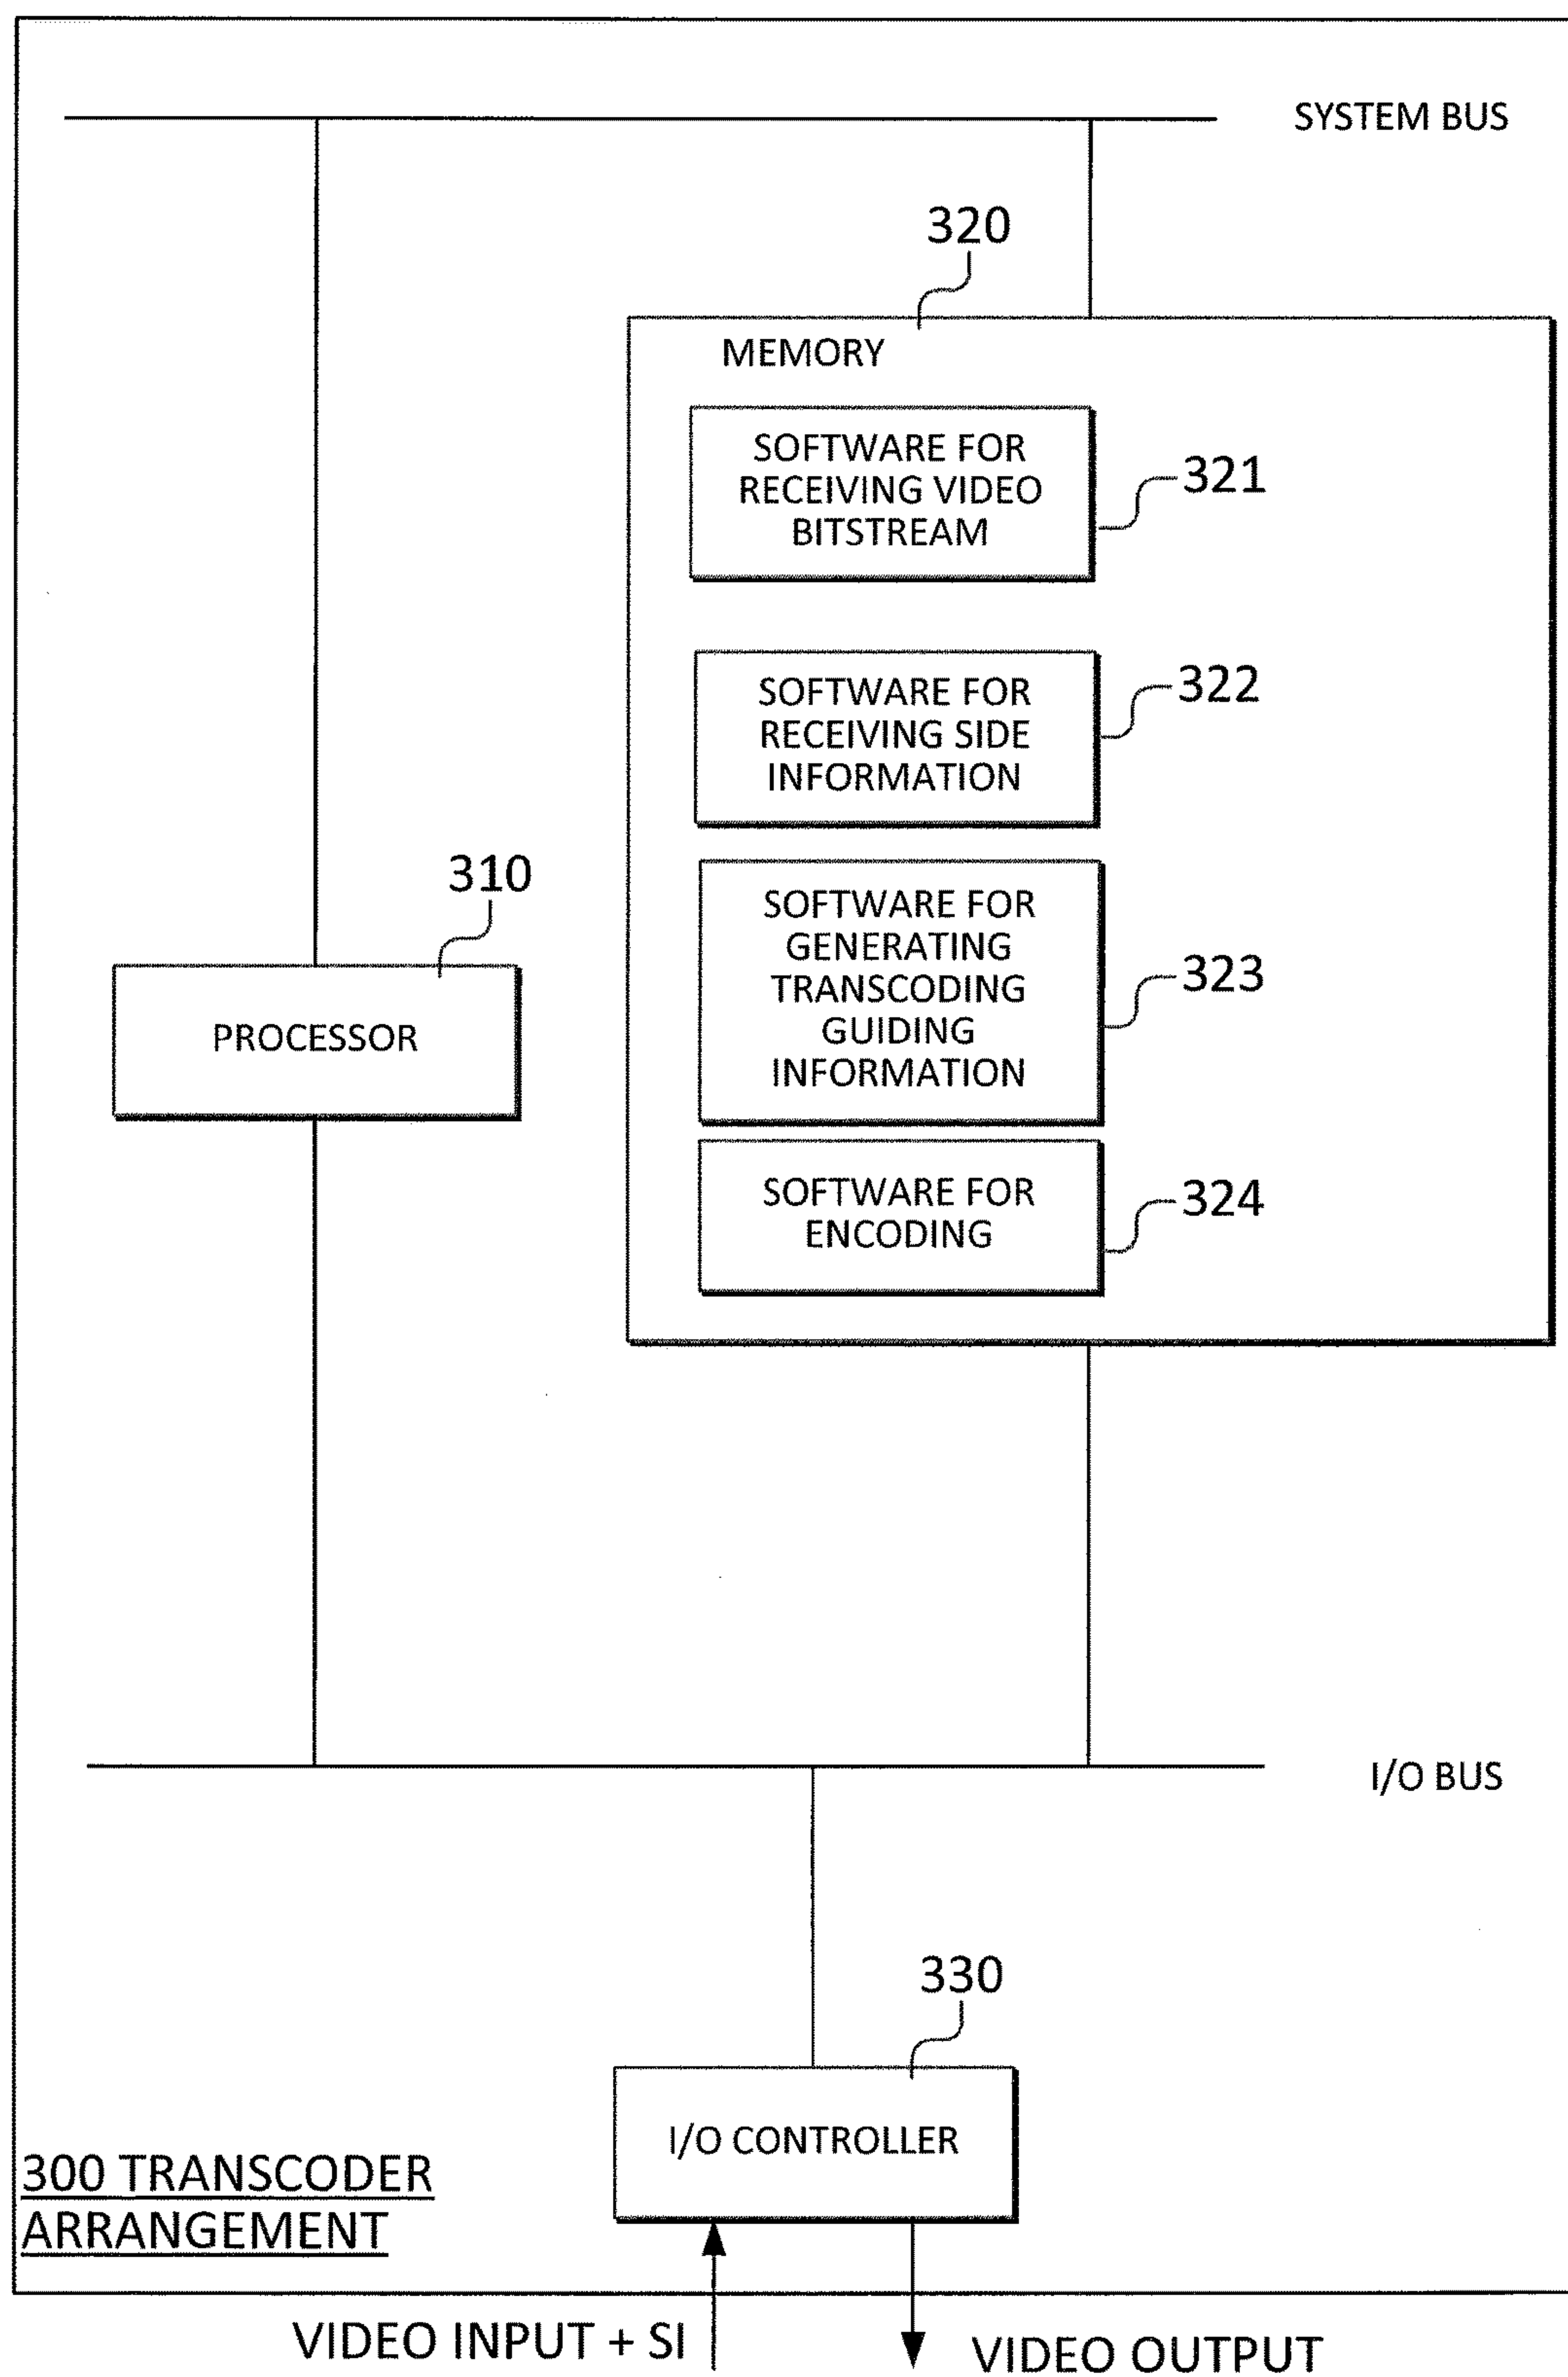 SYSTEM BUS
320
MEMORY
SOFTWARE FOR
RECEIVING VIDEO
BITSTREAM
321
SOFTWARE FOR
RECEIVING SIDE
INFORMATION
322
310
PROCESSOR
SOFTWARE FOR
GENERATING
TRANSCODING
GUIDING
INFORMATION
323
SOFTWARE FOR
ENCODING
324
I/O BUS
330
I/O CONTROLLER
300 TRANSCODER
ARRANGEMENT
VIDEO INPUT + SI
VIDEO OUTPUT